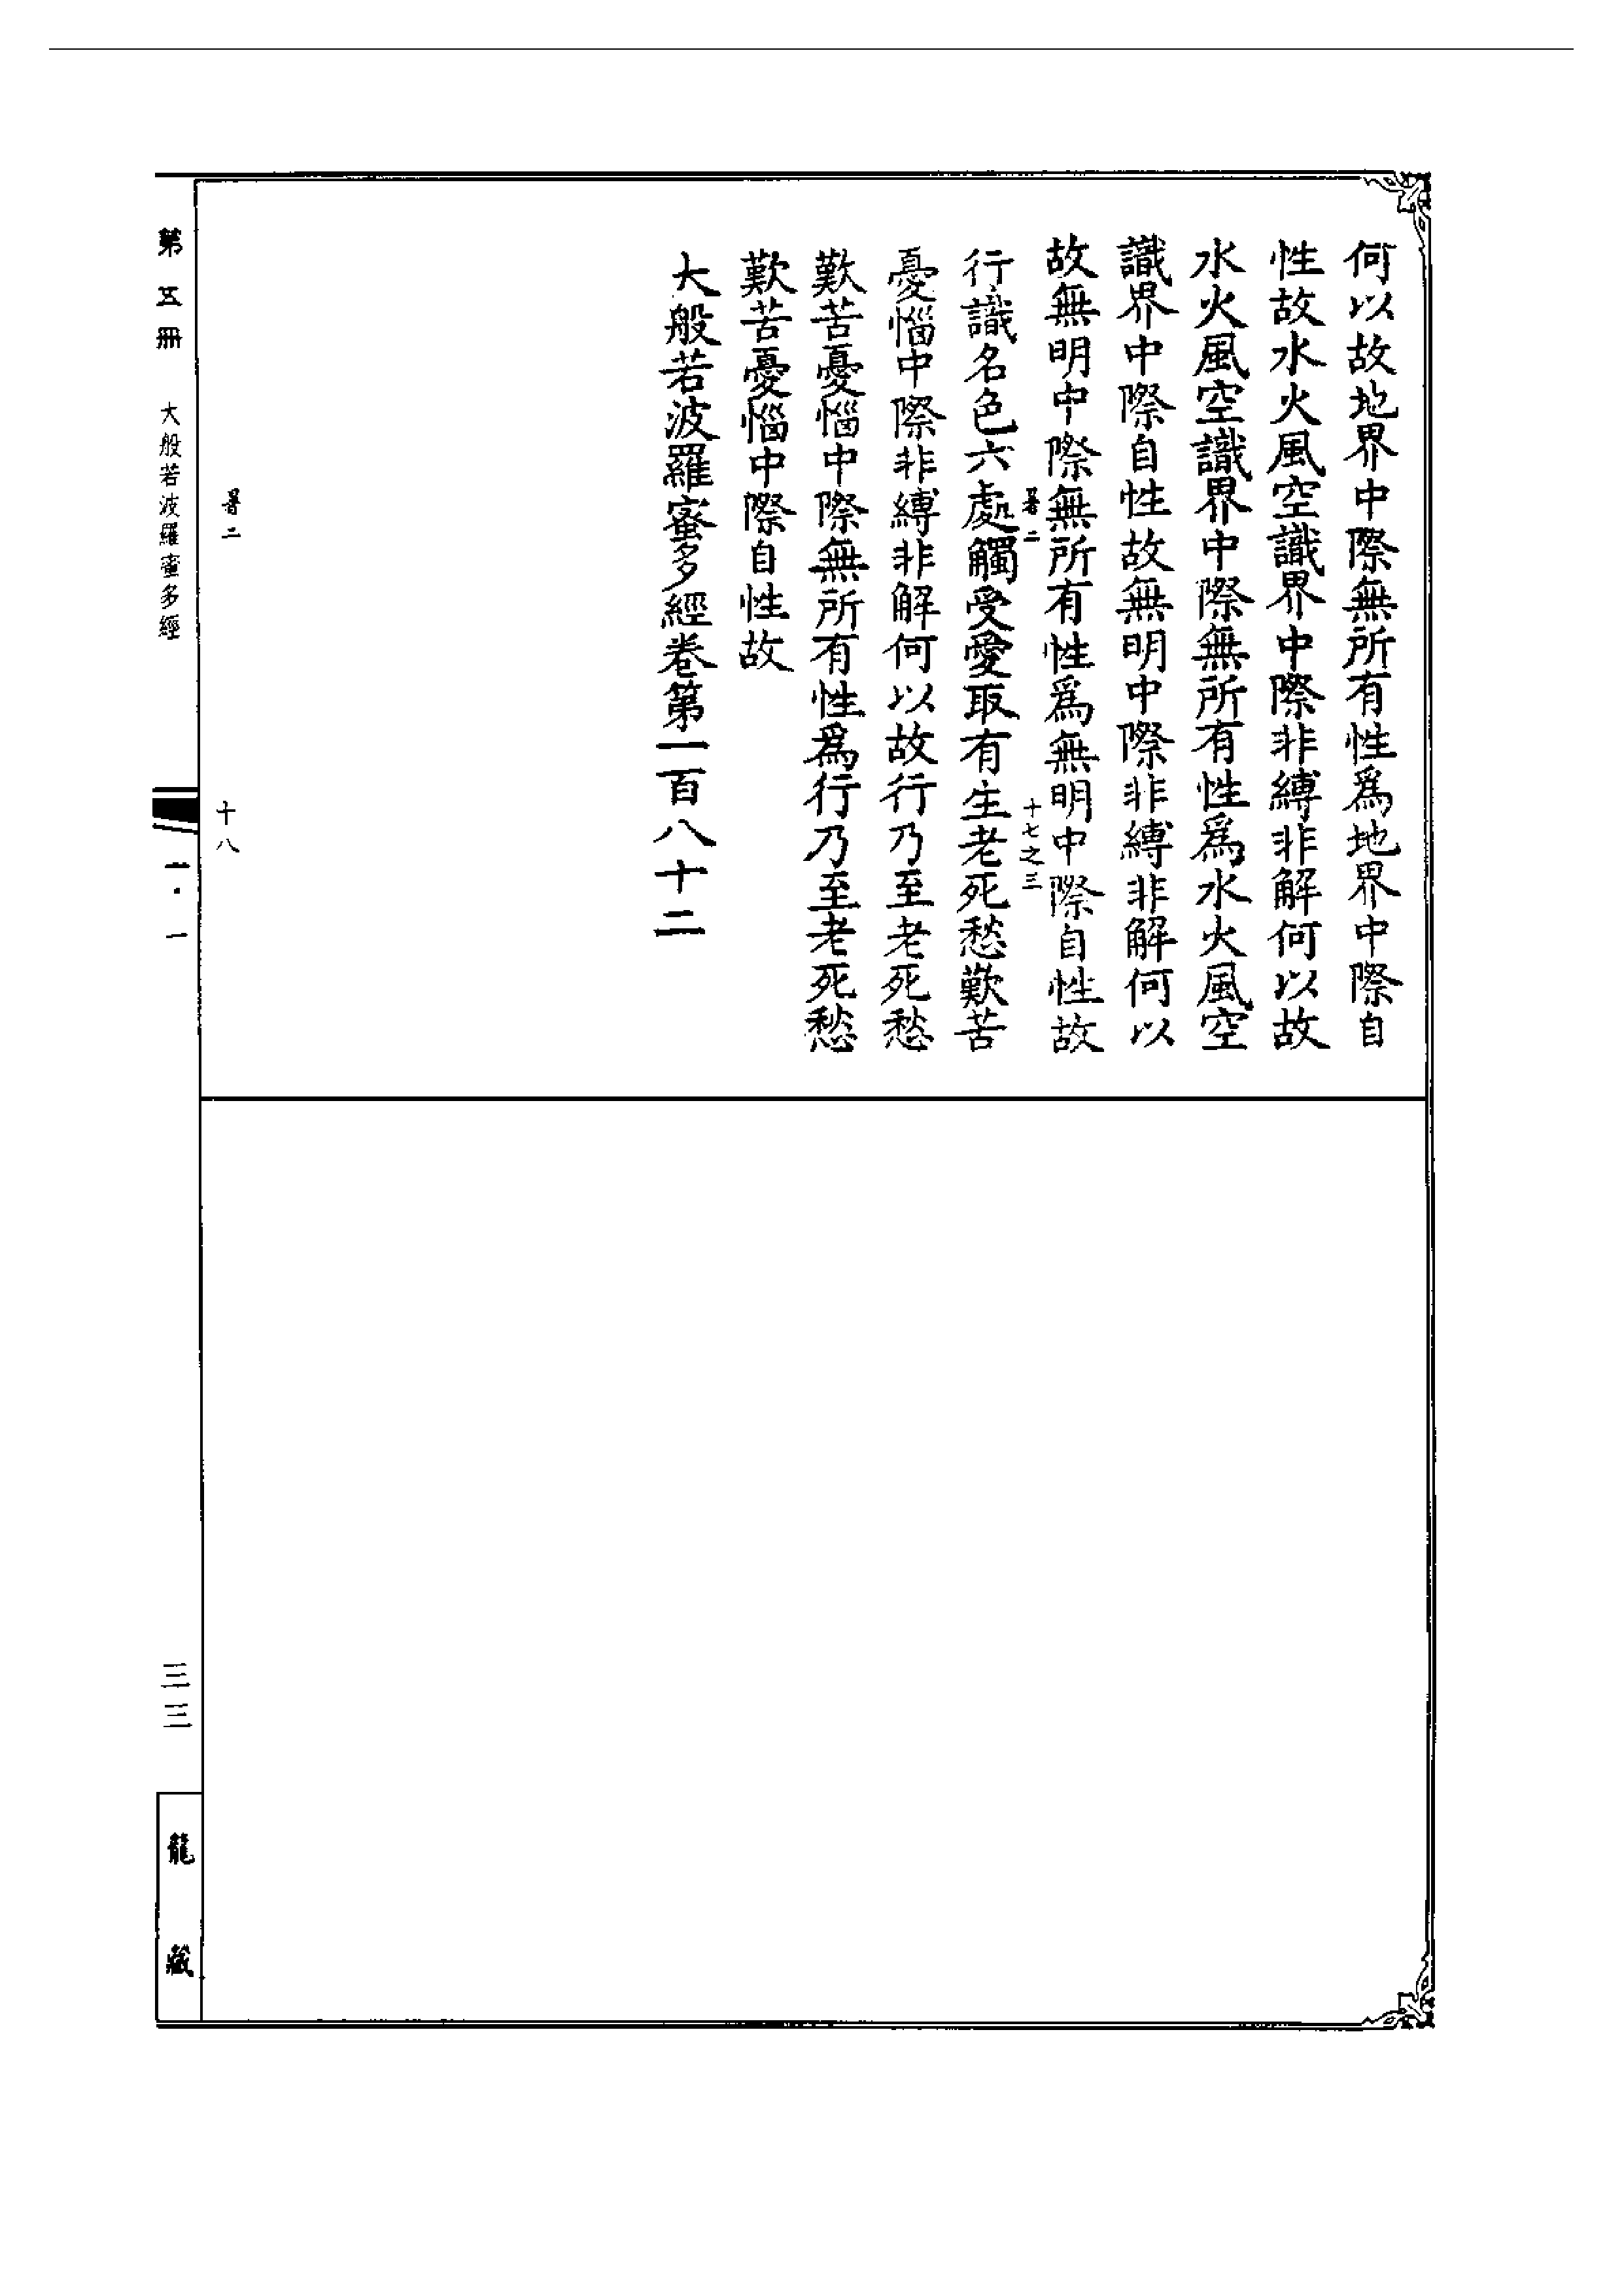 何以故地界中際無所有性爲地界中際自
性故水火風空識界中際非縛非解何以故
水火風空識界中際無所有性爲水火風空
識界中際自性故無明中際非縛非解何以
故無明中際無所有性爲無明中際自性故
署二 十七之三
行識名色六處觸受愛取有生老死愁歎苦
憂惱中際非縛非解何以故行乃至老死愁
歎苦憂惱中際無所有性爲行乃至老死愁
歎苦憂惱中際自性故
大般若波羅蜜多經卷第一百八十二
署二 十八
第五冊 大般若波羅蜜多經 三三
龍藏